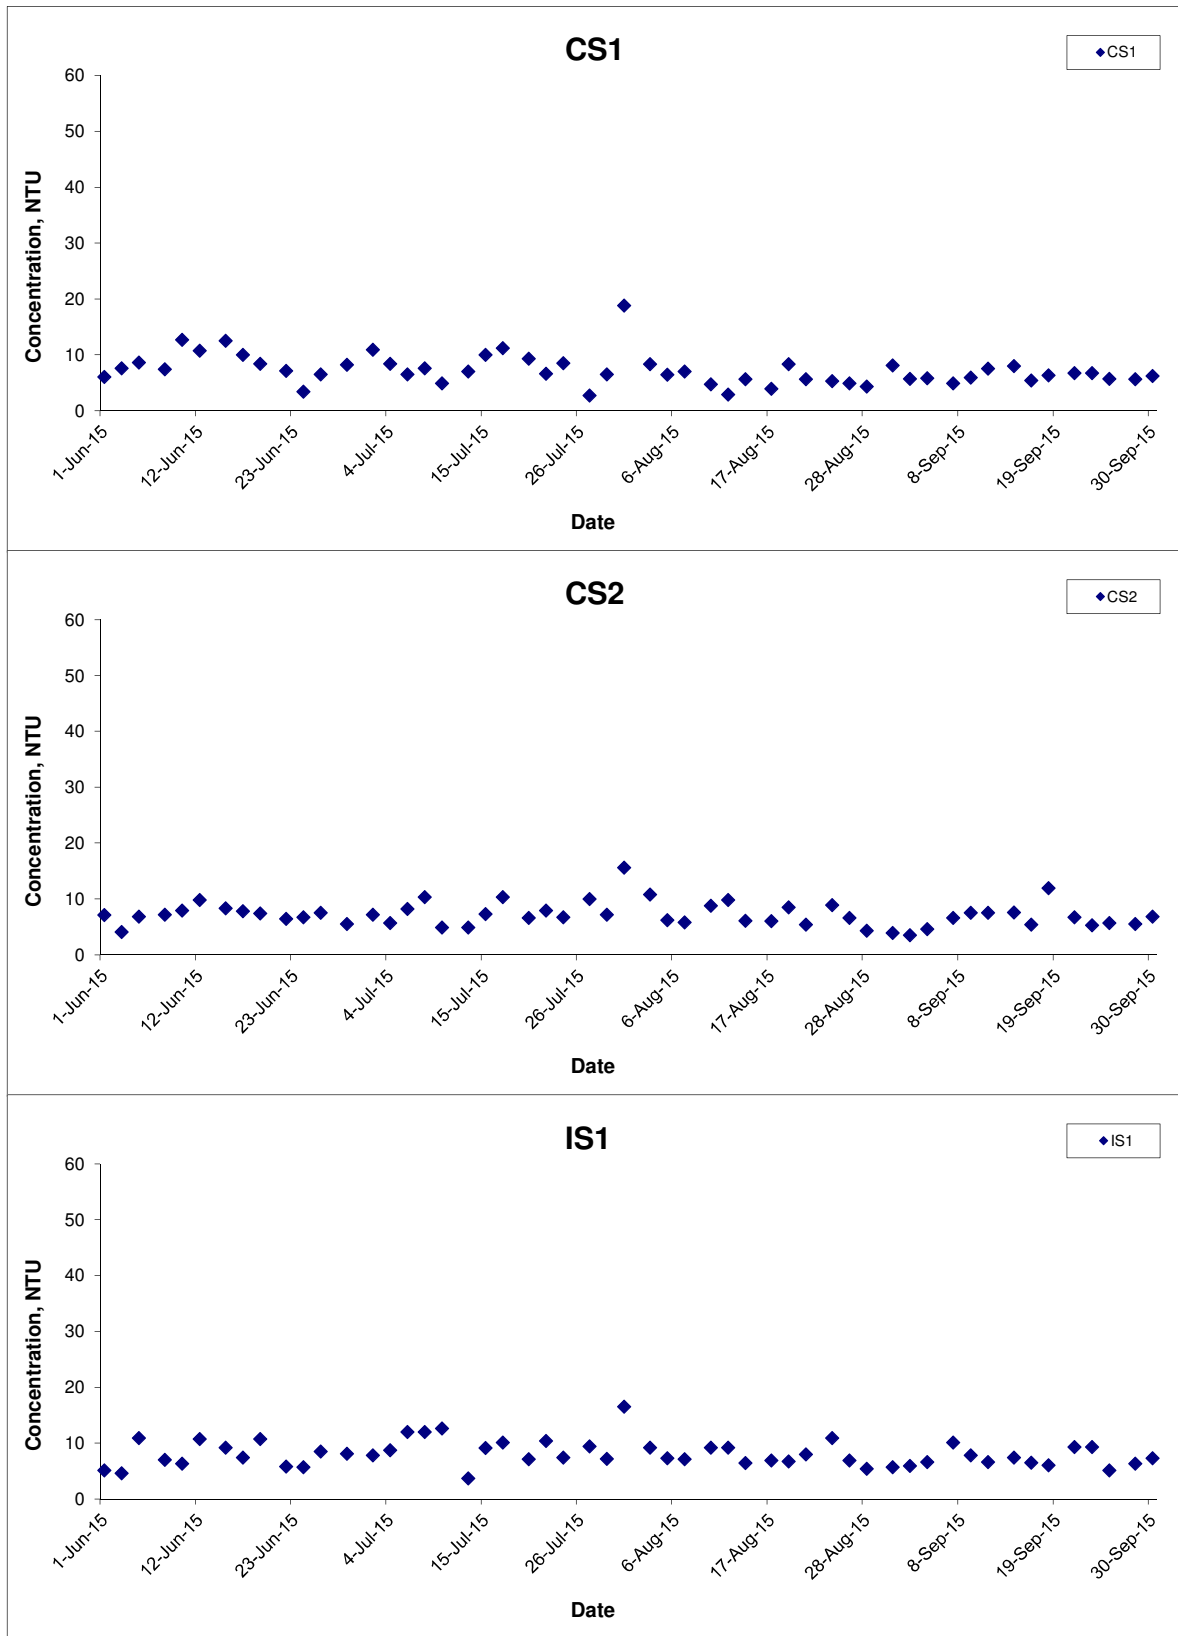 CS1
CS1
60
50
40
30
20
10
0
Concentration, NTU
1-Jun-15
12-Jun-15
23-Jun-15
4-Jul-15
15-Jul-15
26-Jul-15
6-Aug-15
17-Aug-15
28-Aug-15
8-Sep-15
19-Sep-15
30-Sep-15
Date
CS2
CS2
60
50
40
30
20
10
0
Concentration, NTU
1-Jun-15
12-Jun-15
23-Jun-15
4-Jul-15
15-Jul-15
26-Jul-15
6-Aug-15
17-Aug-15
28-Aug-15
8-Sep-15
19-Sep-15
30-Sep-15
Date
IS1
IS1
60
50
40
30
20
10
0
Concentration, NTU
1-Jun-15
12-Jun-15
23-Jun-15
4-Jul-15
15-Jul-15
26-Jul-15
6-Aug-15
17-Aug-15
28-Aug-15
8-Sep-15
19-Sep-15
30-Sep-15
Date